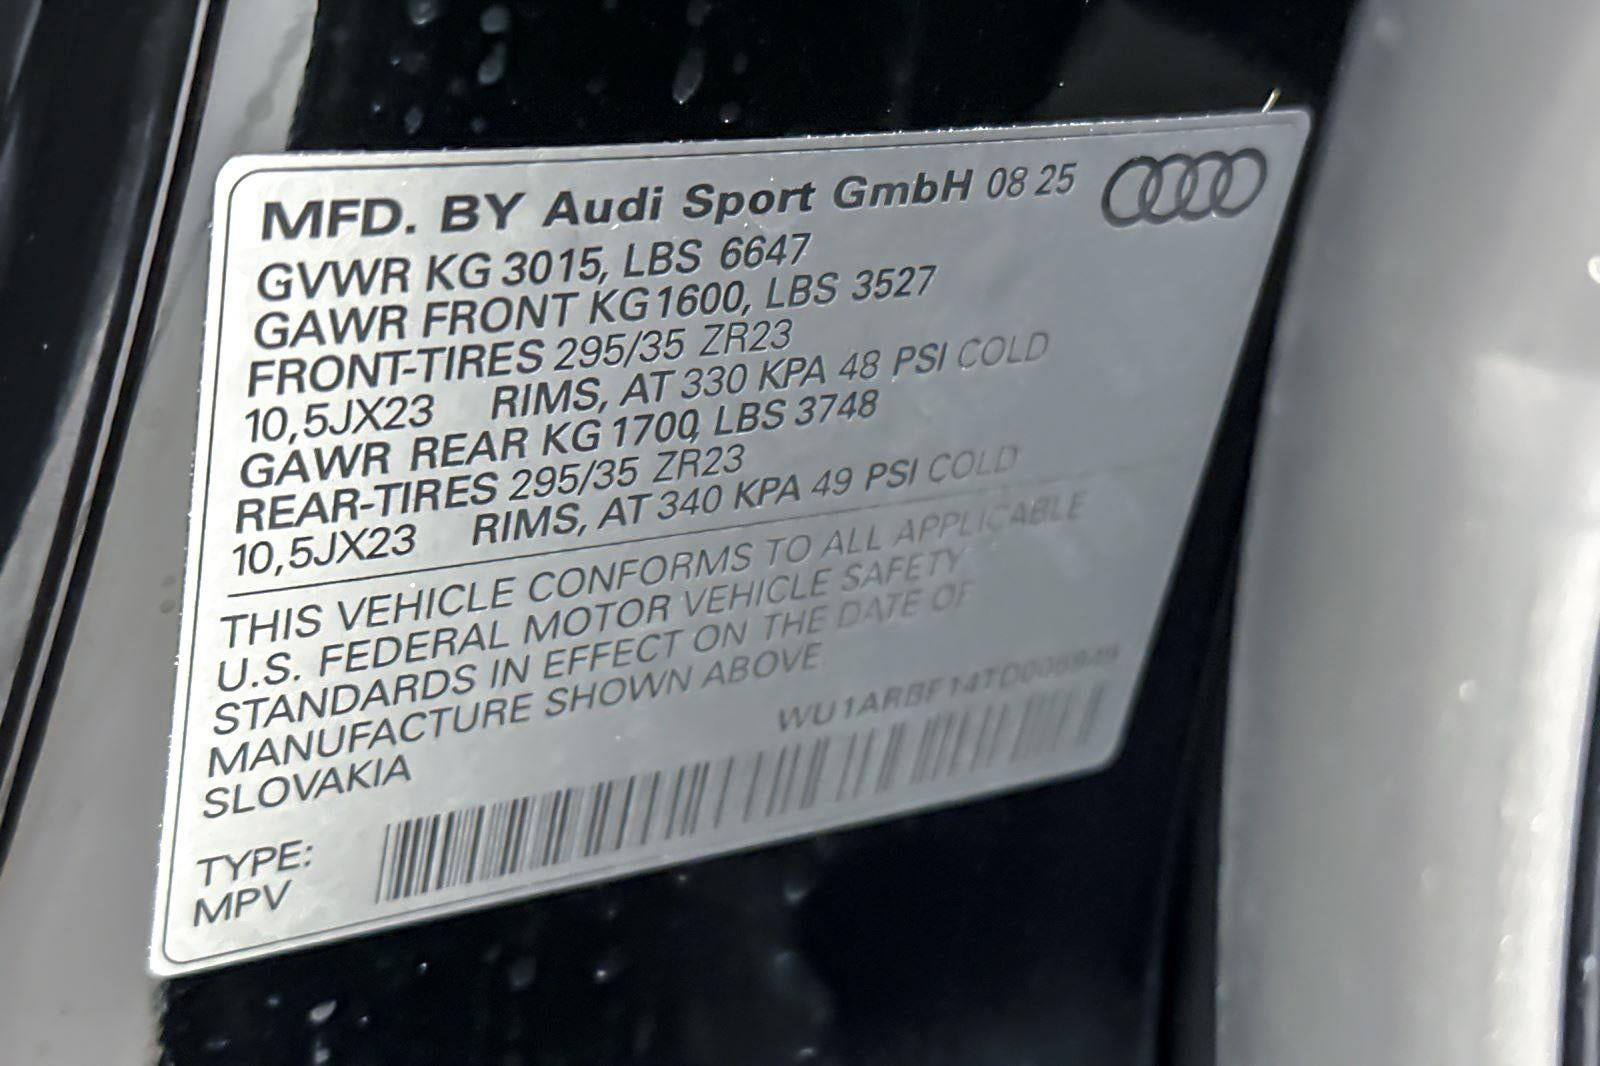 MFD. BY Audi Sport GmbH 08 25
GVWR KG 3015, LBS 6647
GAWR FRONT KG 1600, LBS 3527
FRONT-TIRES 295/35 ZR23
10,5JX23 RIMS, AT 330 KPA 48 PSI COLD
GAWR REAR KG 1700, LBS 3748
REAR-TIRES 295/35 ZR23
10,5JX23 RIMS, AT 340 KPA 49 PSI COLD
THIS VEHICLE CONFORMS TO ALL APPLICABLE
U.S. FEDERAL MOTOR VEHICLE SAFETY
STANDARDS IN EFFECT ON THE DATE OF
MANUFACTURE SHOWN ABOVE
SLOVAKIA
TYPE:
MPV